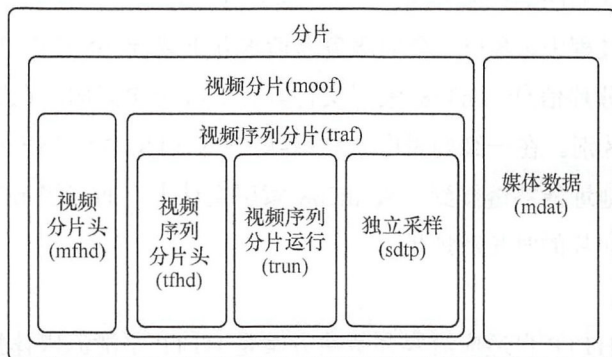 分片
视频分片(moof)
视频序列分片(traf)
视频
分片头
(mfhd)
视频
序列
分片头
(tfhd)
视频序列
分片运行
(trun)
独立采样
(sdtp)
媒体数据
(mdat)